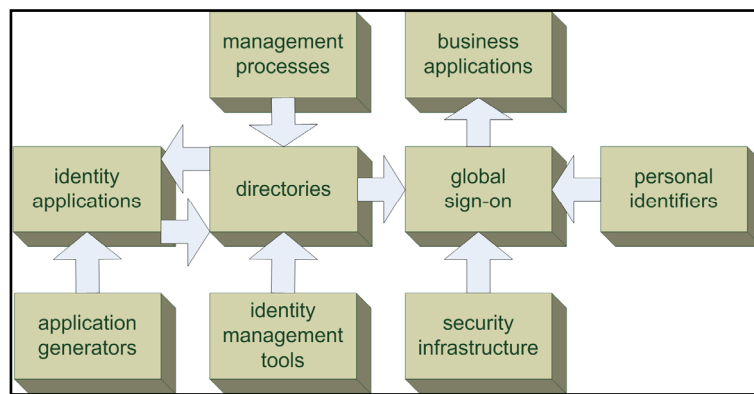 management
processes
business
applications
identity
applications
directories
global
sign-on
personal
identifiers
application
generators
identity
management
tools
security
infrastructure